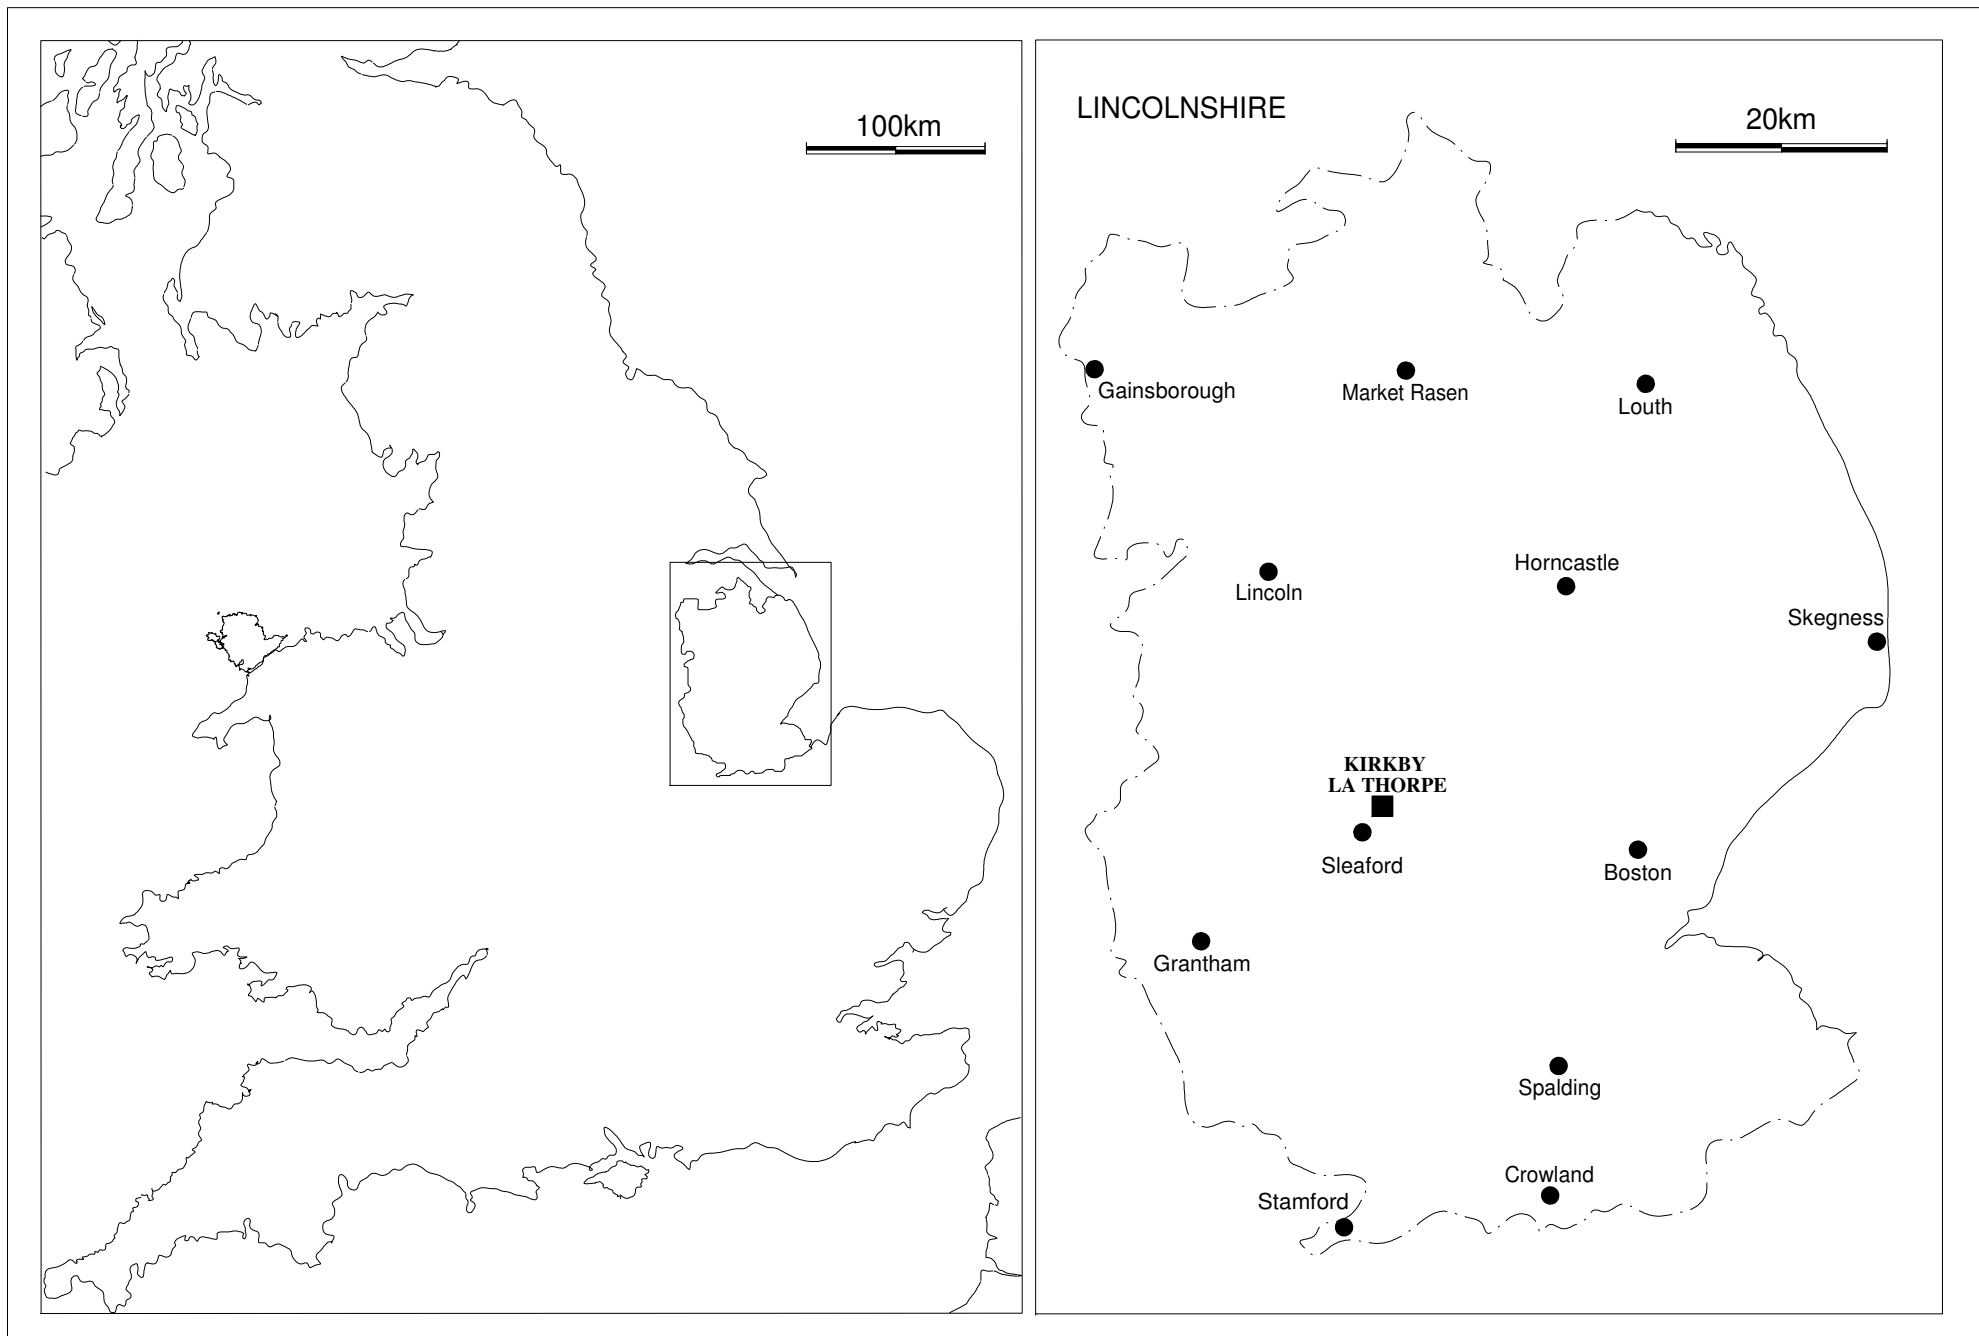 100km
LINCOLNSHIRE
20km
Gainsborough
Market Rasen
Louth
Lincoln
Horncastle
Skegness
KIRKBY
LA THORPE
Sleaford
Boston
Grantham
Spalding
Crowland
Stamford